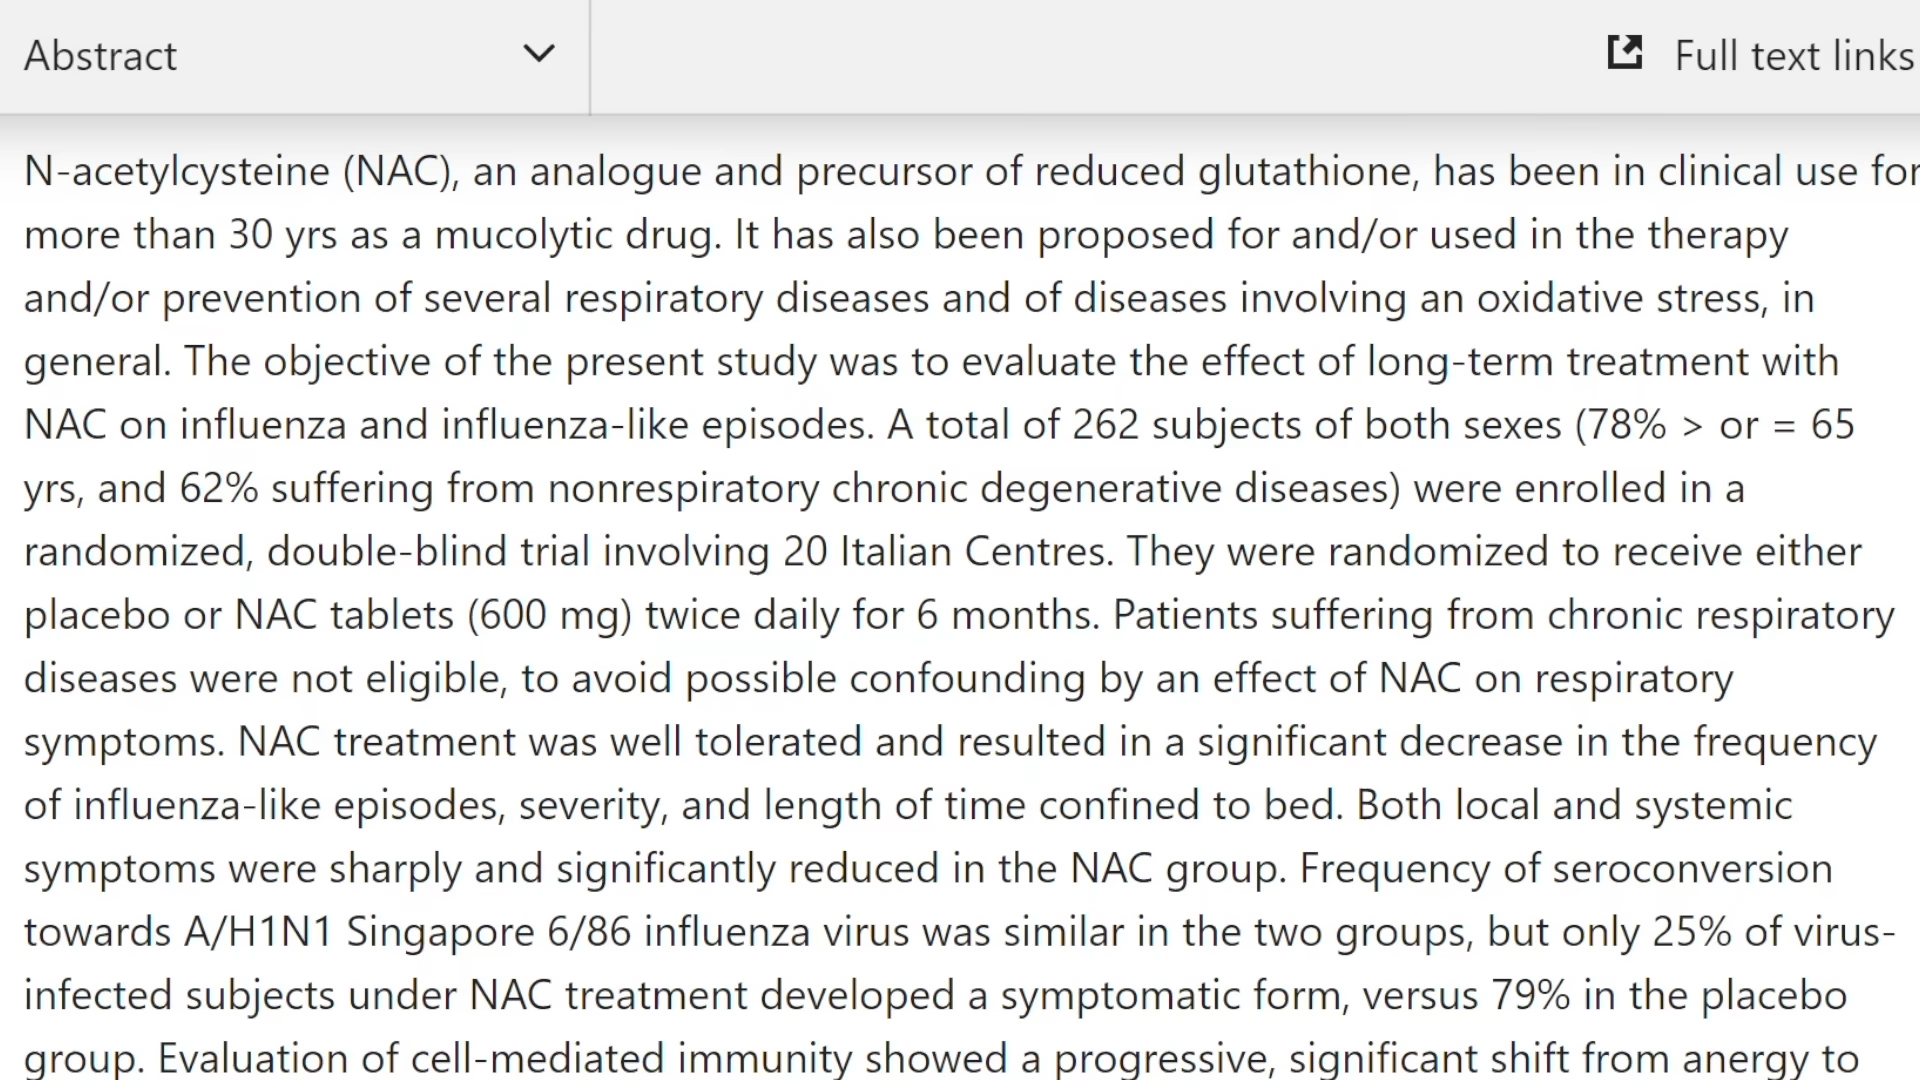 Abstract
Full text links
N-acetylcysteine (NAC), an analogue and precursor of reduced glutathione, has been in clinical use for
more than 30 yrs as a mucolytic drug. It has also been proposed for and/or used in the therapy
and/or prevention of several respiratory diseases and of diseases involving an oxidative stress, in
general. The objective of the present study was to evaluate the effect of long-term treatment with
NAC on influenza and influenza-like episodes. A total of 262 subjects of both sexes (78% > or = 65
yrs, and 62% suffering from nonrespiratory chronic degenerative diseases) were enrolled in a
randomized, double-blind trial involving 20 Italian Centres. They were randomized to receive either
placebo or NAC tablets (600 mg) twice daily for 6 months. Patients suffering from chronic respiratory
diseases were not eligible, to avoid possible confounding by an effect of NAC on respiratory
symptoms. NAC treatment was well tolerated and resulted in a significant decrease in the frequency
of influenza-like episodes, severity, and length of time confined to bed. Both local and systemic
symptoms were sharply and significantly reduced in the NAC group. Frequency of seroconversion
towards A/H1N1 Singapore 6/86 influenza virus was similar in the two groups, but only 25% of virus-
infected subjects under NAC treatment developed a symptomatic form, versus 79% in the placebo
group. Evaluation of cell-mediated immunity showed a progressive, significant shift from anergy to